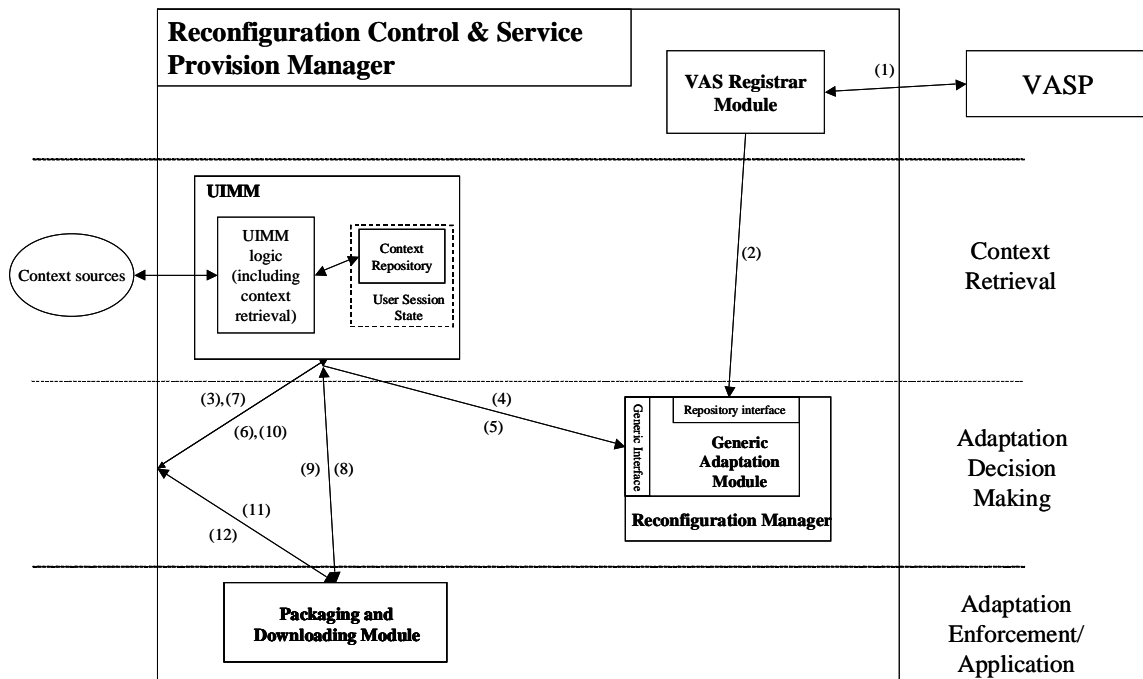 Reconfiguration Control & Service
Provision Manager
VAS Registrar
Module
(1)
VASP
UIMM
UIMM
logic
(including
context
retrieval)
Context
Repository
User Session
State
Context sources
(2)
Context
Retrieval
(3),(7)
(6),(10)
(4)
(5)
(9)
(8)
(11)
(12)
Generic Interface
Repository interface
Generic
Adaptation
Module
Reconfiguration Manager
Adaptation
Decision
Making
Packaging and
Downloading Module
Adaptation
Enforcement/
Application